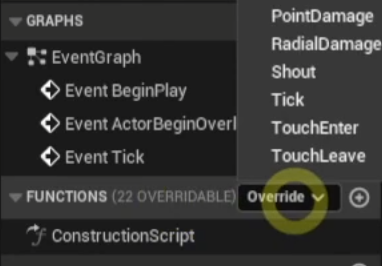 PointDamage
GRAPHS
RadialDamage
EventGraph
Shout
Event BeginPlay
Tick
Event ActorBeginOverl
TouchEnter
Event Tick
TouchLeave
FUNCTIONS (22 OVERRIDABLE) Override
ConstructionScript